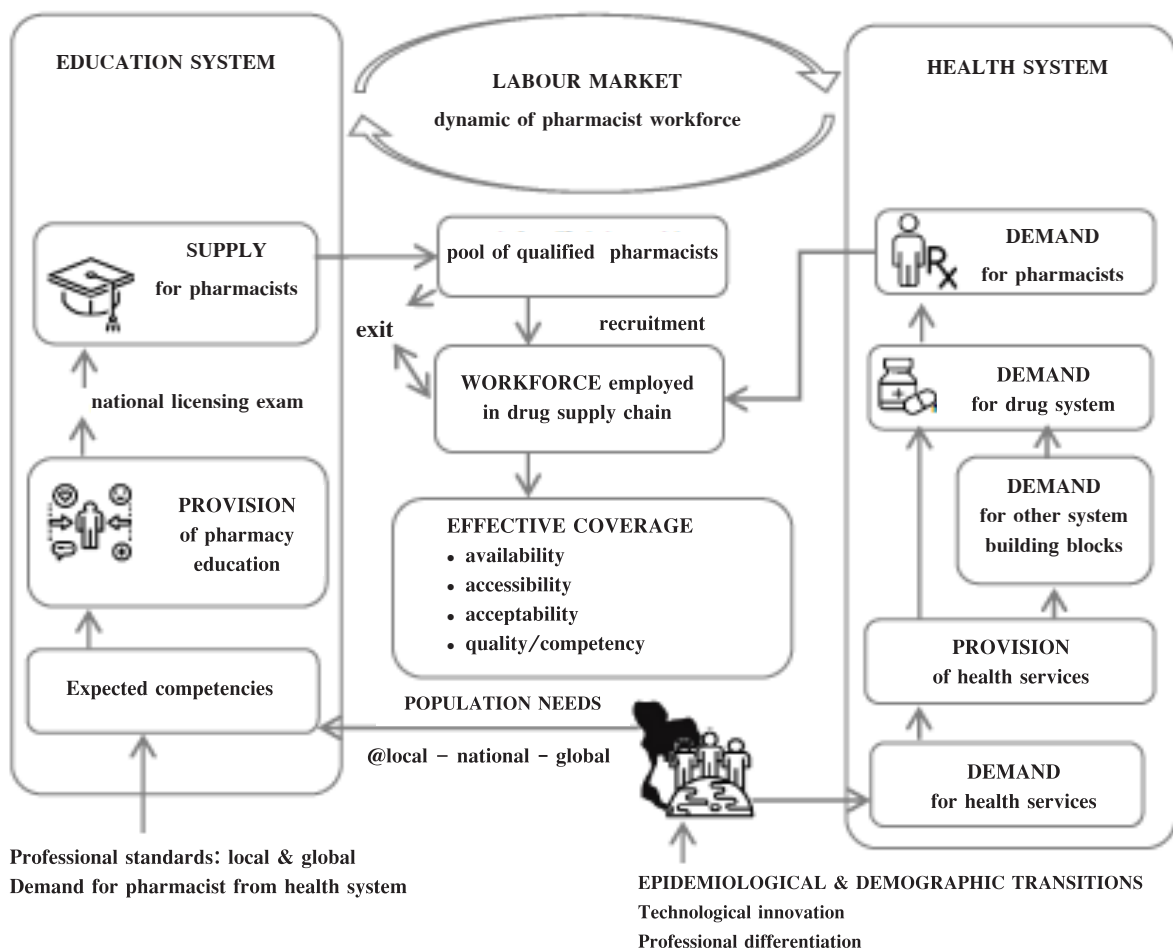 EDUCATION SYSTEM
LABOUR MARKET
dynamic of pharmacist workforce
HEALTH SYSTEM
SUPPLY
for pharmacists
pool of qualified pharmacists
DEMAND
for pharmacists
exit
recruitment
national licensing exam
WORKFORCE employed
in drug supply chain
DEMAND
for drug system
PROVISION
of pharmacy
education
EFFECTIVE COVERAGE
• availability
• accessibility
• acceptability
• quality/competency
DEMAND
for other system
building blocks
Expected competencies
PROVISION
of health services
POPULATION NEEDS
@local – national – global
DEMAND
for health services
Professional standards: local & global
Demand for pharmacist from health system
EPIDEMIOLOGICAL & DEMOGRAPHIC TRANSITIONS
Technological innovation
Professional differentiation